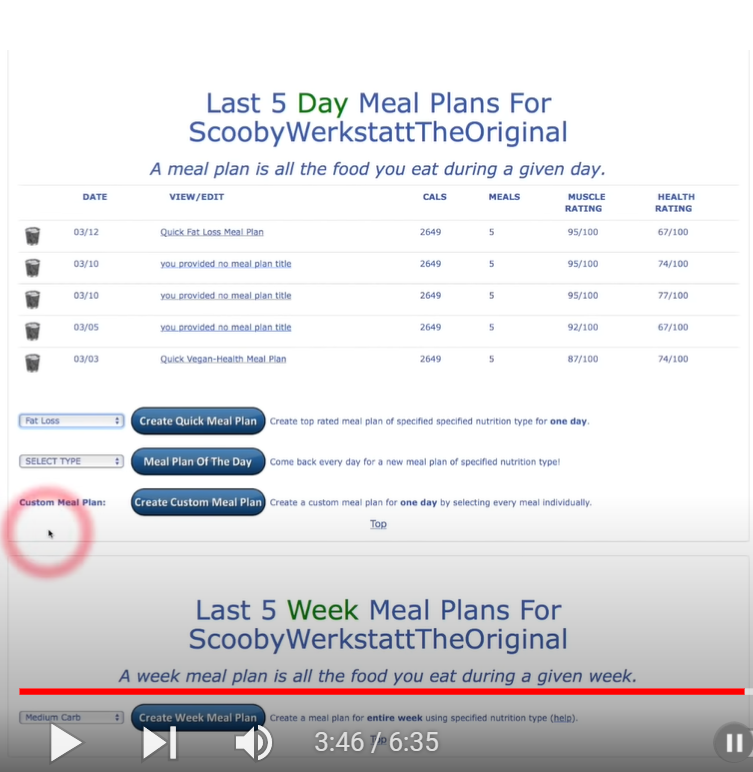 Last 5 Day Meal Plans For
ScoobyWerkstattTheOriginal
A meal plan is all the food you eat during a given day.
DATE VIEW/EDIT CALS MEALS MUSCLE RATING HEALTH RATING
03/12 Quick Fat Loss Meal Plan 2649 5 95/100 67/100
03/10 you provided no meal plan title 2649 5 95/100 74/100
03/10 you provided no meal plan title 2649 5 95/100 77/100
03/05 you provided no meal plan title 2649 5 92/100 67/100
03/03 Quick Vegan-Health Meal Plan 2649 5 87/100 74/100
Fat Loss Create Quick Meal Plan Create top rated meal plan of specified specified nutrition type for one day.
SELECT TYPE Meal Plan Of The Day Come back every day for a new meal plan of specified nutrition type!
Custom Meal Plan: Create Custom Meal Plan Create a custom meal plan for one day by selecting every meal individually.
Top
Last 5 Week Meal Plans For
ScoobyWerkstattTheOriginal
A week meal plan is all the food you eat during a given week.
Medium Carb Create Week Meal Plan Create a meal plan for entire week using specified nutrition type (help).
Top
3:46 / 6:35